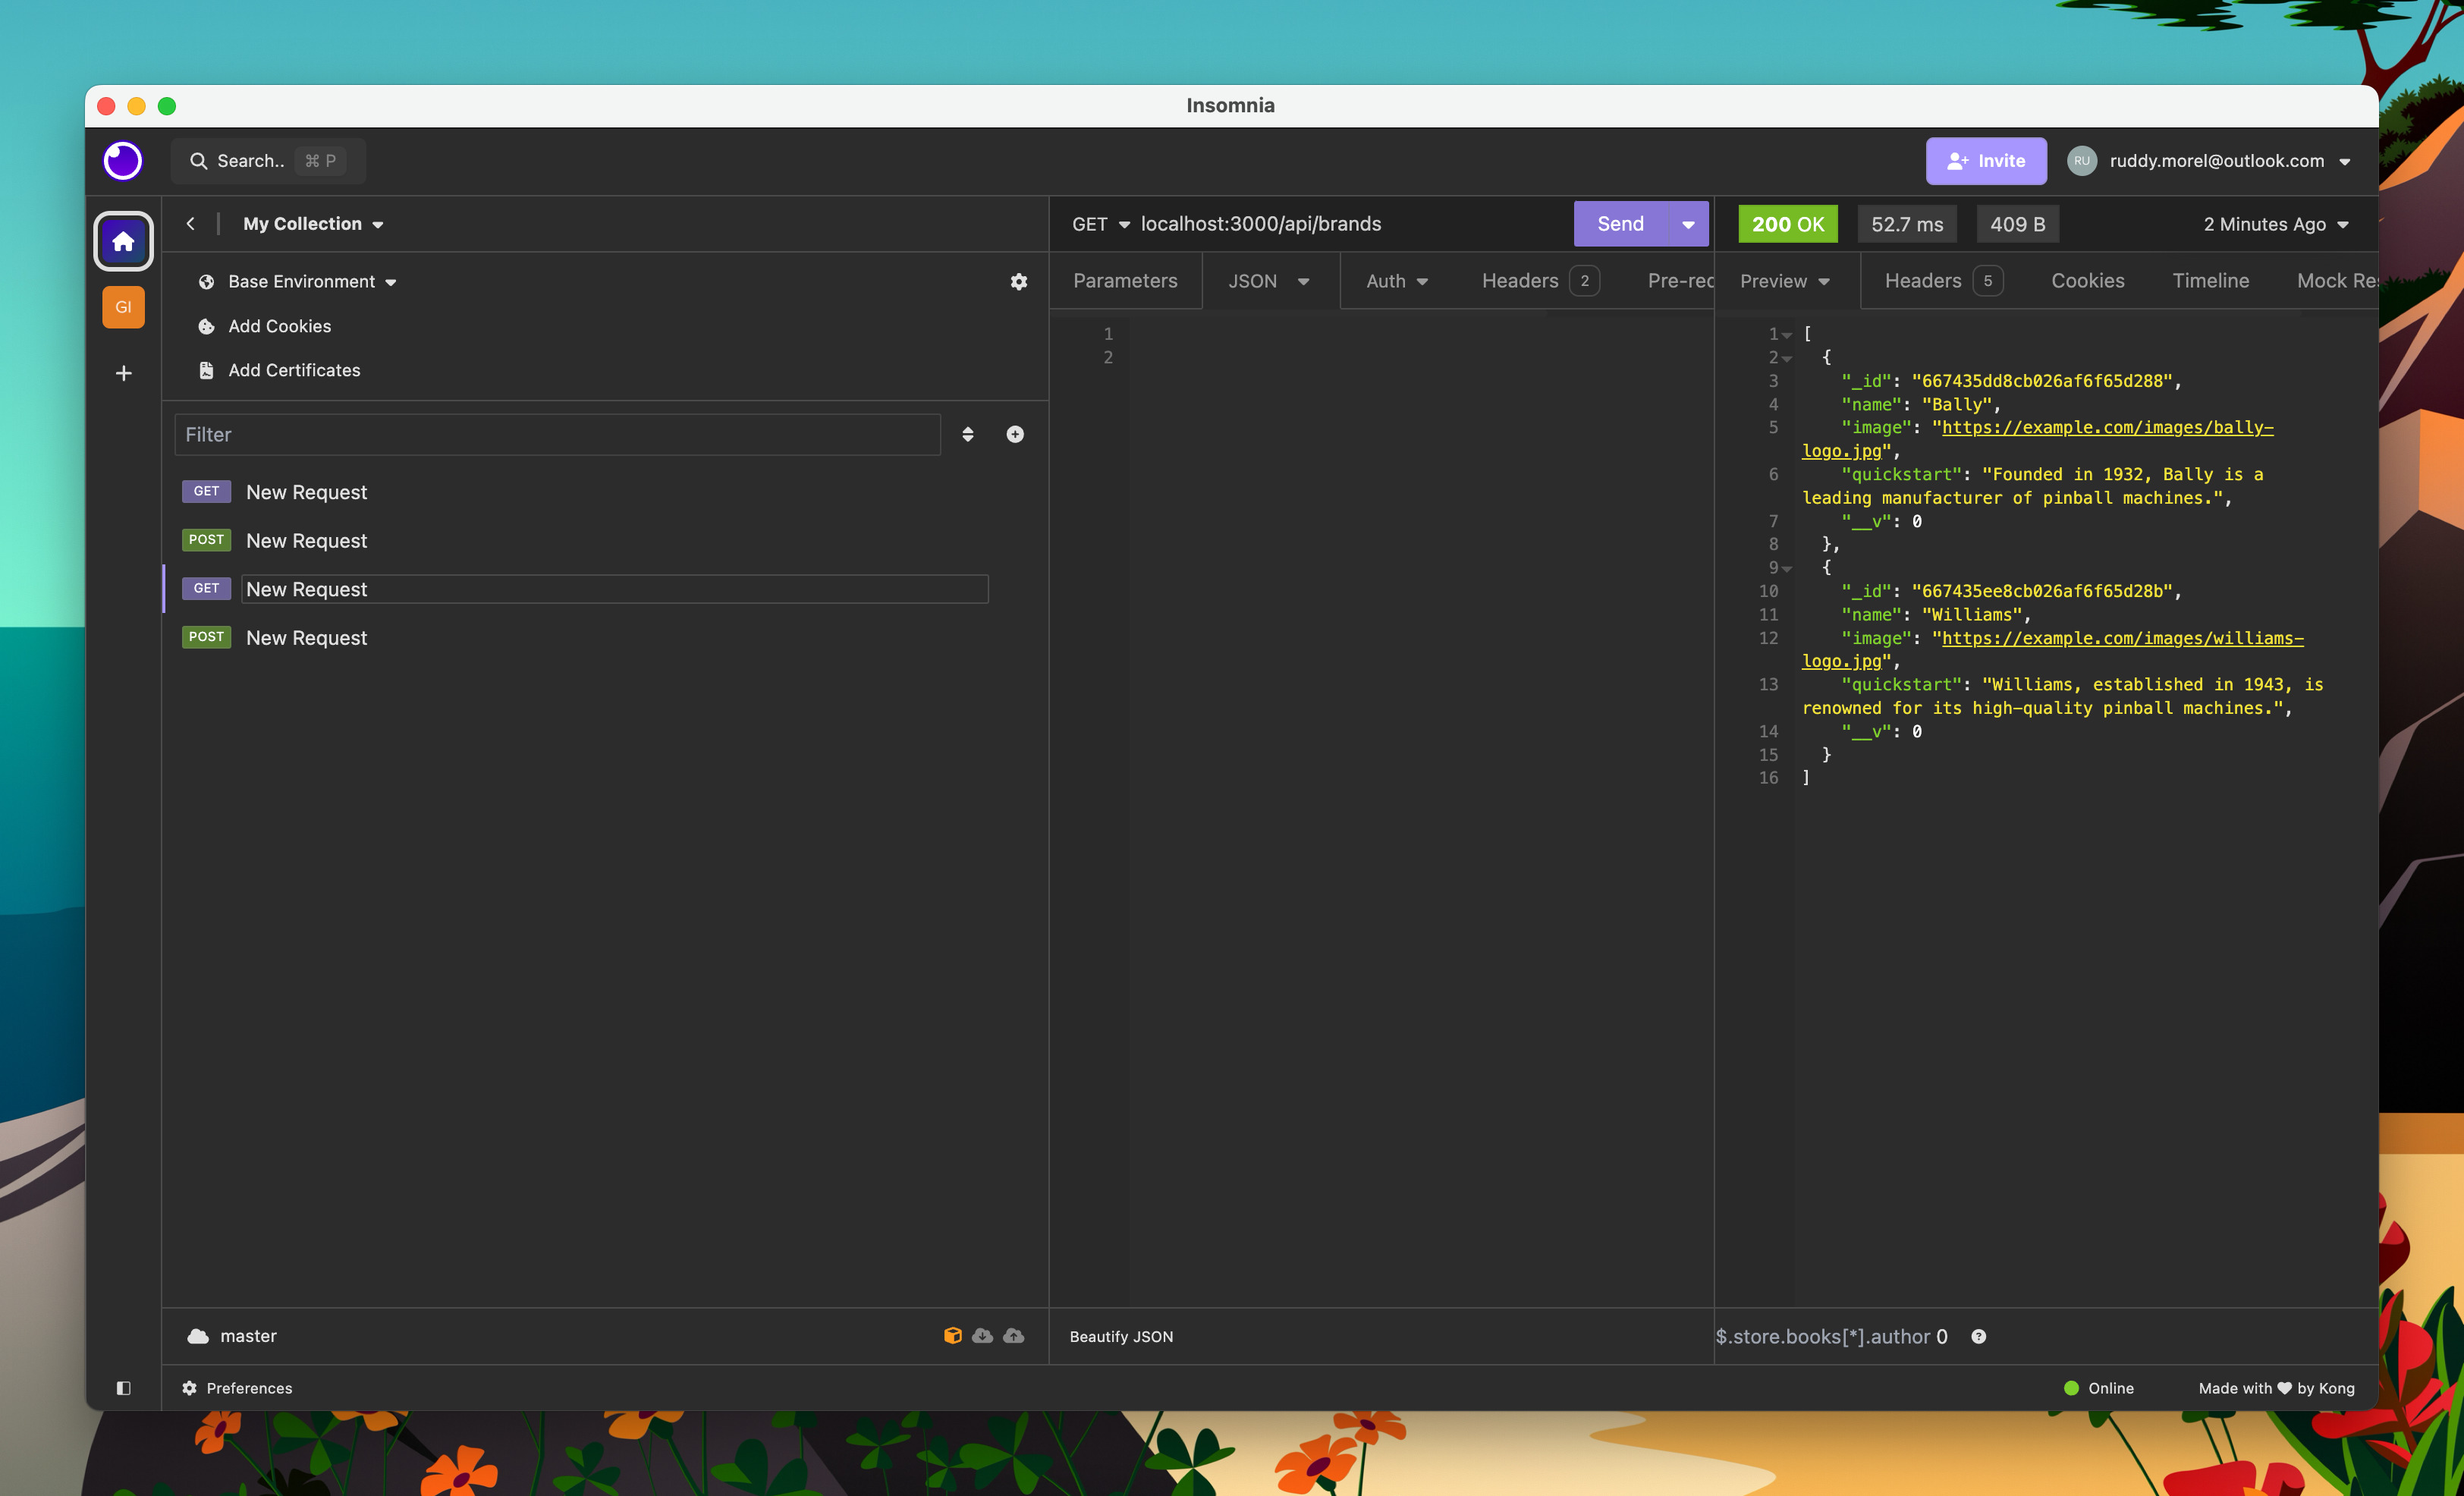 Insomnia
Search.. ⌘ P
Invite
RU
ruddy.morel@outlook.com
GI
My Collection
Base Environment
Add Cookies
Add Certificates
Filter
GET New Request
POST New Request
GET New Request
POST New Request
master
Preferences
GET localhost:3000/api/brands
Send
Parameters JSON Auth Headers 2 Pre-req
1
2
Beautify JSON
200 OK 52.7 ms 409 B 2 Minutes Ago
Preview Headers 5 Cookies Timeline Mock Res
1 [
2 {
3 "_id": "667435dd8cb026af6f65d288",
4 "name": "Bally",
5 "image": "https://example.com/images/bally-
logo.jpg",
6 "quickstart": "Founded in 1932, Bally is a
leading manufacturer of pinball machines.",
7 "__v": 0
8 },
9 {
10 "_id": "667435ee8cb026af6f65d28b",
11 "name": "Williams",
12 "image": "https://example.com/images/williams-
logo.jpg",
13 "quickstart": "Williams, established in 1943, is
renowned for its high-quality pinball machines.",
14 "__v": 0
15 }
16 ]
$.store.books[*].author 0 ?
Online
Made with ♥ by Kong